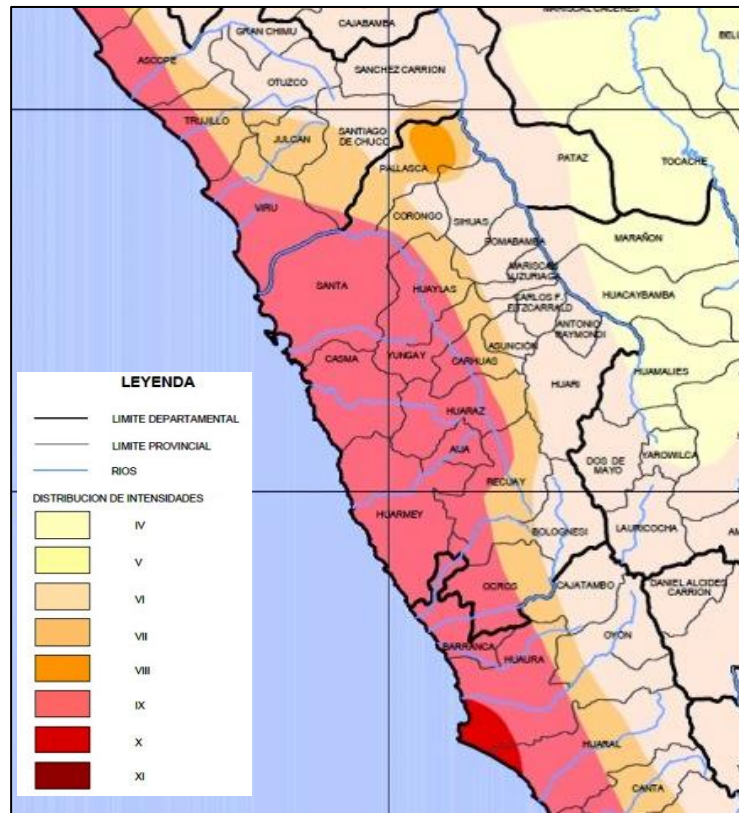 MARISCAL CACERES
GRAN CHIMU
CAJABAMBA
ASCOPE
OTUZCO
SANCHEZ CARRION
TRUJILLO
JULCAN
SANTIAGO
DE CHUCO
PATAZ
TOCACHE
PALLASCA
VIRU
CORONGO
SIHUAS
POMABAMBA
MARAÑON
MARISCAL
LUZURIAGA
SANTA
HUAYLAS
CARLOS F.
FITZCARRALD
HUACAYBAMBA
ANTONIO
RAYMONDI
CASMA
YUNGAY
CARHUAS
ASUNCIÓN
HUARI
HUAMALIES
HUARAZ
AIJA
DOS DE
MAYO
YAROWILCA
RECUAY
HUARMEY
BOLOGNESI
LAURICOCHA
OCROS
CAJATAMBO
DANIEL ALCIDES
CARRIÓN
OYON
BARRANCA
HUAURA
HUARAL
CANTA
LEYENDA
LIMITE DEPARTAMENTAL
LIMITE PROVINCIAL
RIOS
DISTRIBUCION DE INTENSIDADES
IV
V
VI
VII
VIII
IX
X
XI